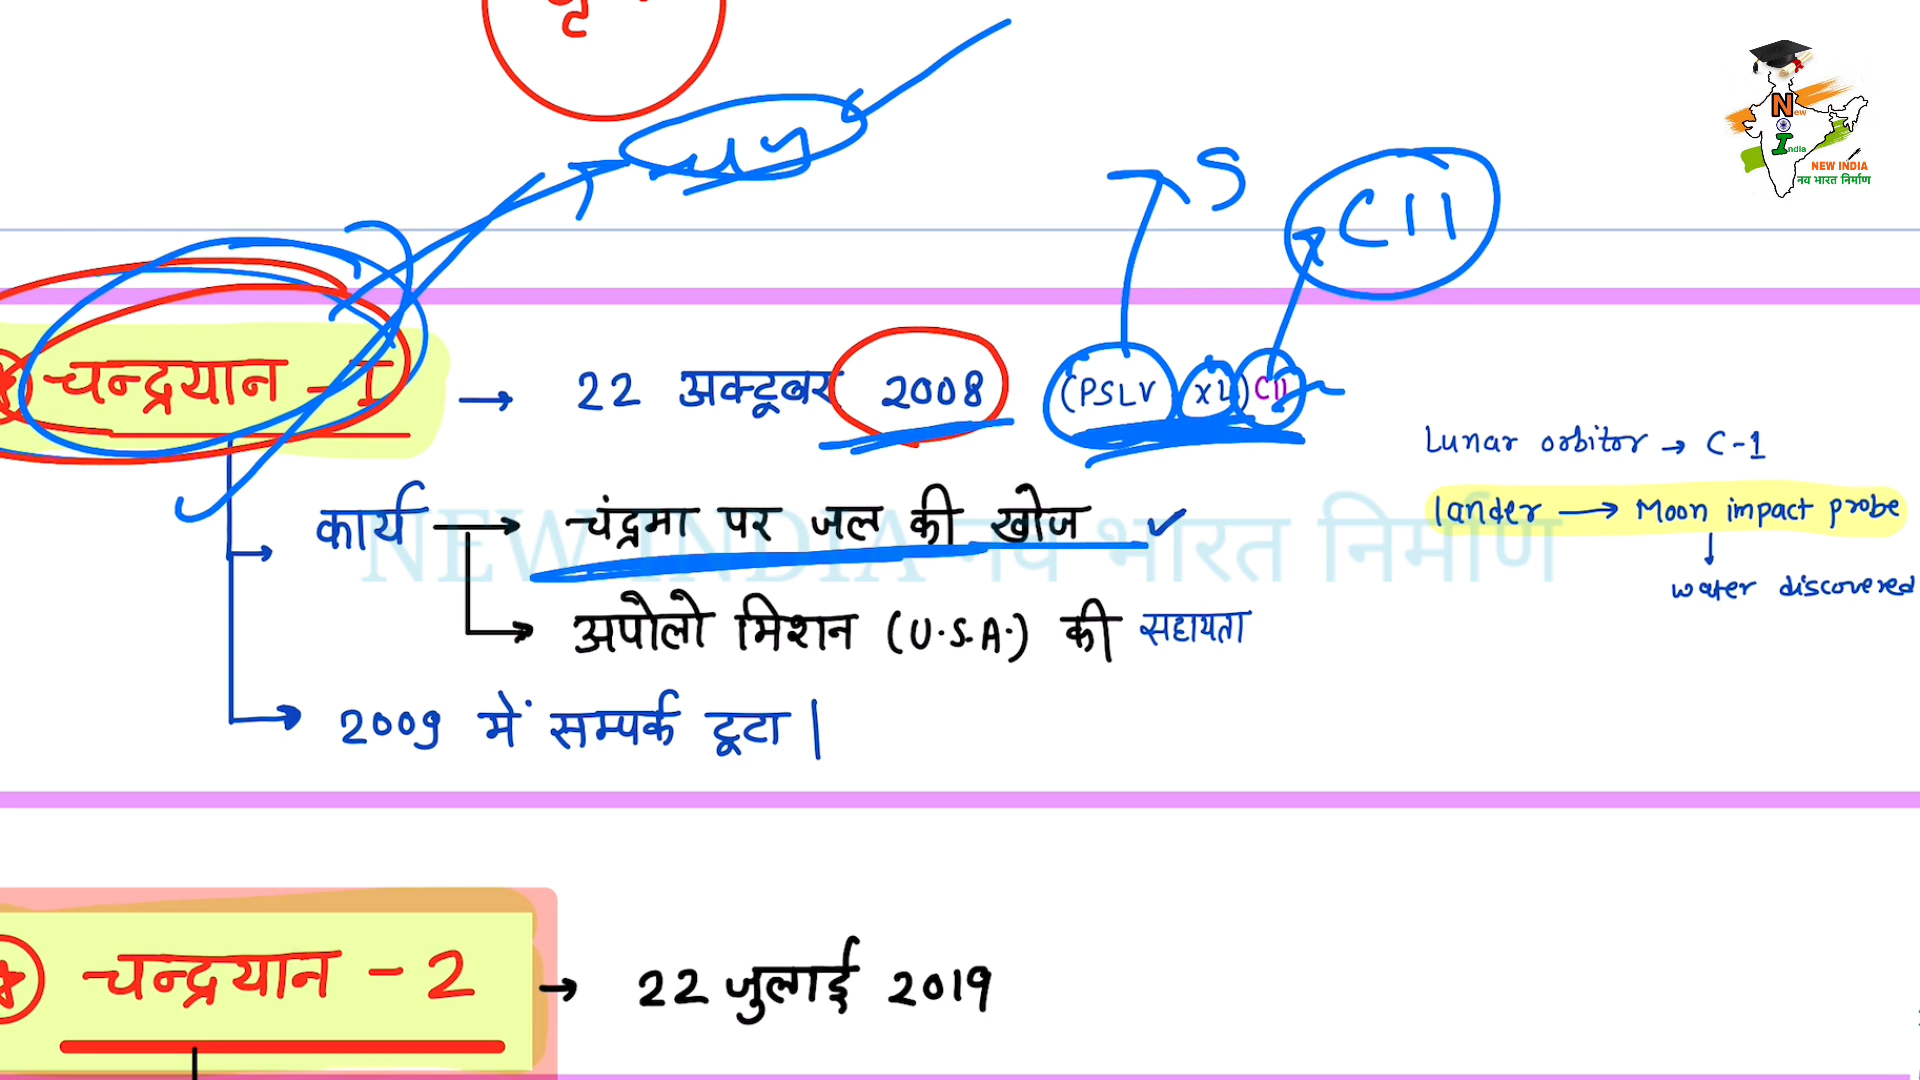 New
India
NEW INDIA
नव भारत निर्माण
S
C11
चन्द्रयान - I → 22 अक्टूबर 2008 (PSLV XL) C11
Lunar orbitor → C-1
lander → Moon impact probe
water discovered
कार्य → चंद्रमा पर जल की खोज ✓
→ अपोलो मिशन (U.S.A.) की सहायता
→ 2009 में सम्पर्क टूटा |
NEW INDIA नव भारत निर्माण
चन्द्रयान - 2 → 22 जुलाई 2019